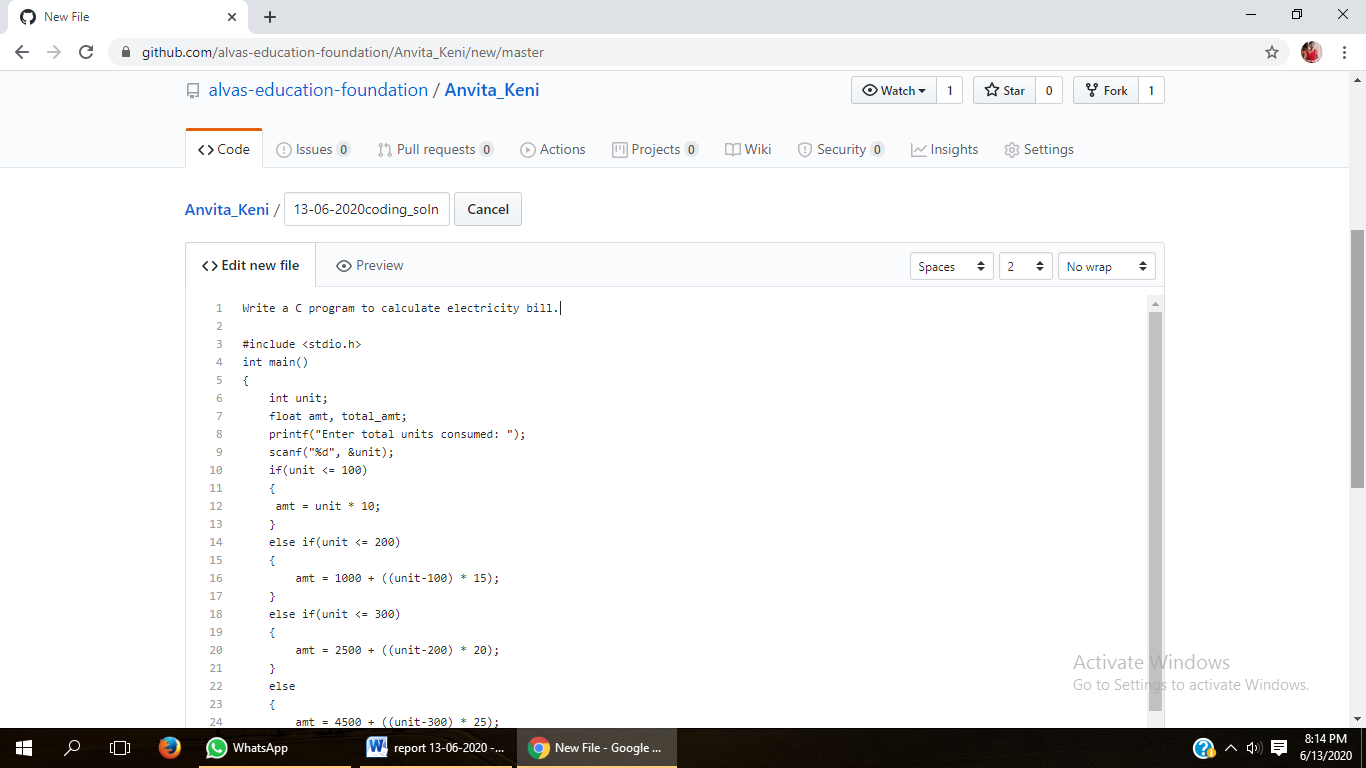 New File
github.com/alvas-education-foundation/Anvita_Keni/new/master
alvas-education-foundation / Anvita_Keni
Watch 1 Star 0 Fork 1
Code Issues 0 Pull requests 0 Actions Projects 0 Wiki Security 0 Insights Settings
Anvita_Keni / 13-06-2020coding_soln Cancel
Edit new file Preview Spaces 2 No wrap
1 Write a C program to calculate electricity bill.
2
3 #include <stdio.h>
4 int main()
5 {
6 int unit;
7 float amt, total_amt;
8 printf("Enter total units consumed: ");
9 scanf("%d", &unit);
10 if(unit <= 100)
11 {
12 amt = unit * 10;
13 }
14 else if(unit <= 200)
15 {
16 amt = 1000 + ((unit-100) * 15);
17 }
18 else if(unit <= 300)
19 {
20 amt = 2500 + ((unit-200) * 20);
21 }
22 else
23 {
24 amt = 4500 + ((unit-300) * 25);
Activate Windows
Go to Settings to activate Windows.
WhatsApp report 13-06-2020 -... New File - Google ... 8:14 PM
6/13/2020